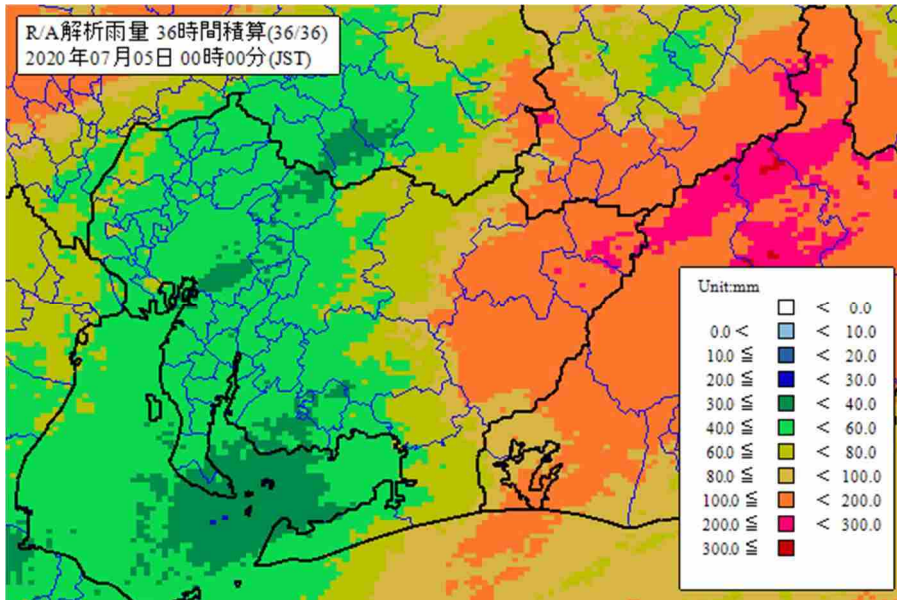 R/A解析雨量 36時間積算(36/36)
2020年07月05日 00時00分(JST)
Unit:mm
< 0.0
0.0 < < 10.0
10.0 ≦ < 20.0
20.0 ≦ < 30.0
30.0 ≦ < 40.0
40.0 ≦ < 60.0
60.0 ≦ < 80.0
80.0 ≦ < 100.0
100.0 ≦ < 200.0
200.0 ≦ < 300.0
300.0 ≦